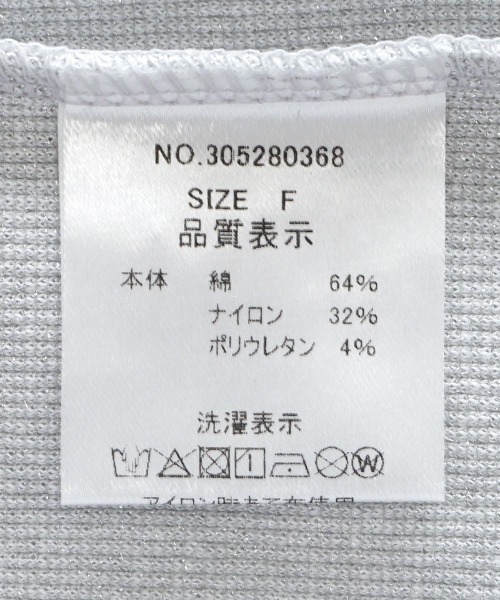 NO.305280368
SIZE F
品質表示
本体 綿 64%
ナイロン 32%
ポリウレタン 4%
洗濯表示
W